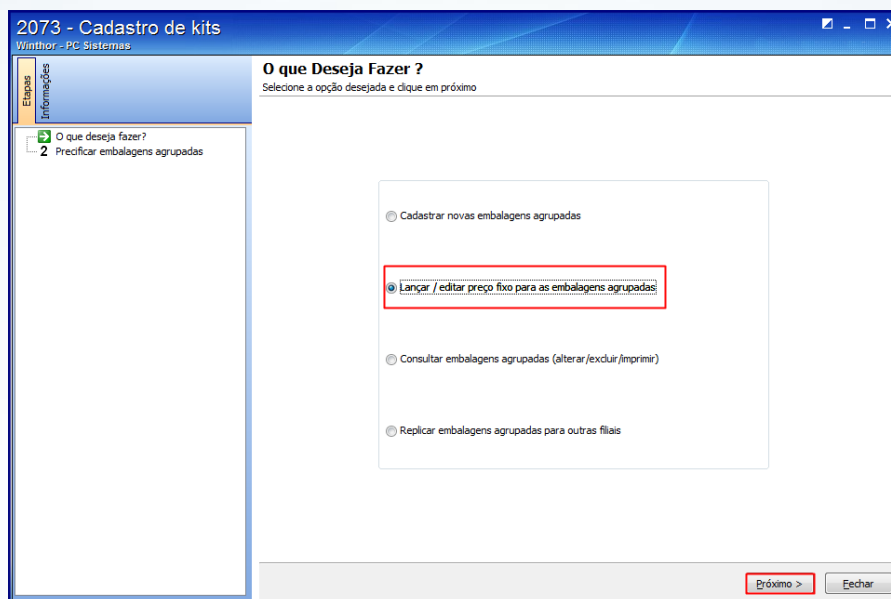 2073 - Cadastro de kits
Winthor - PC Sistemas
Etapas
Informações
O que deseja fazer?
2 Precificar embalagens agrupadas
O que Deseja Fazer ?
Selecione a opção desejada e clique em próximo
Cadastrar novas embalagens agrupadas
Lançar / editar preço fixo para as embalagens agrupadas
Consultar embalagens agrupadas (alterar/excluir/imprimir)
Replicar embalagens agrupadas para outras filiais
Próximo >
Fechar